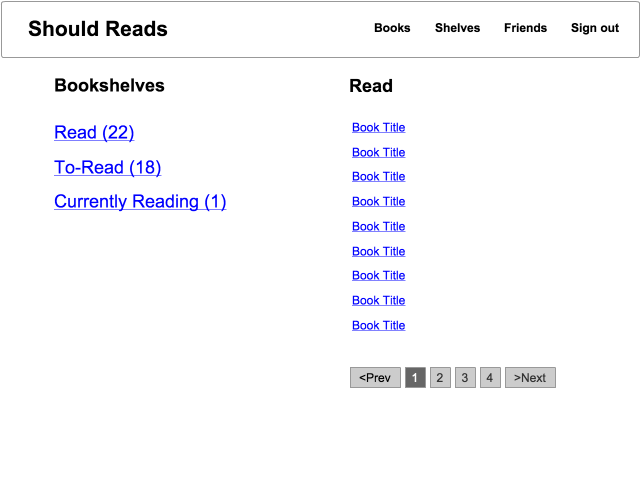 Should Reads
Books Shelves Friends Sign out
Bookshelves
Read (22)
To-Read (18)
Currently Reading (1)
Read
Book Title
Book Title
Book Title
Book Title
Book Title
Book Title
Book Title
Book Title
Book Title
<Prev 1 2 3 4 >Next